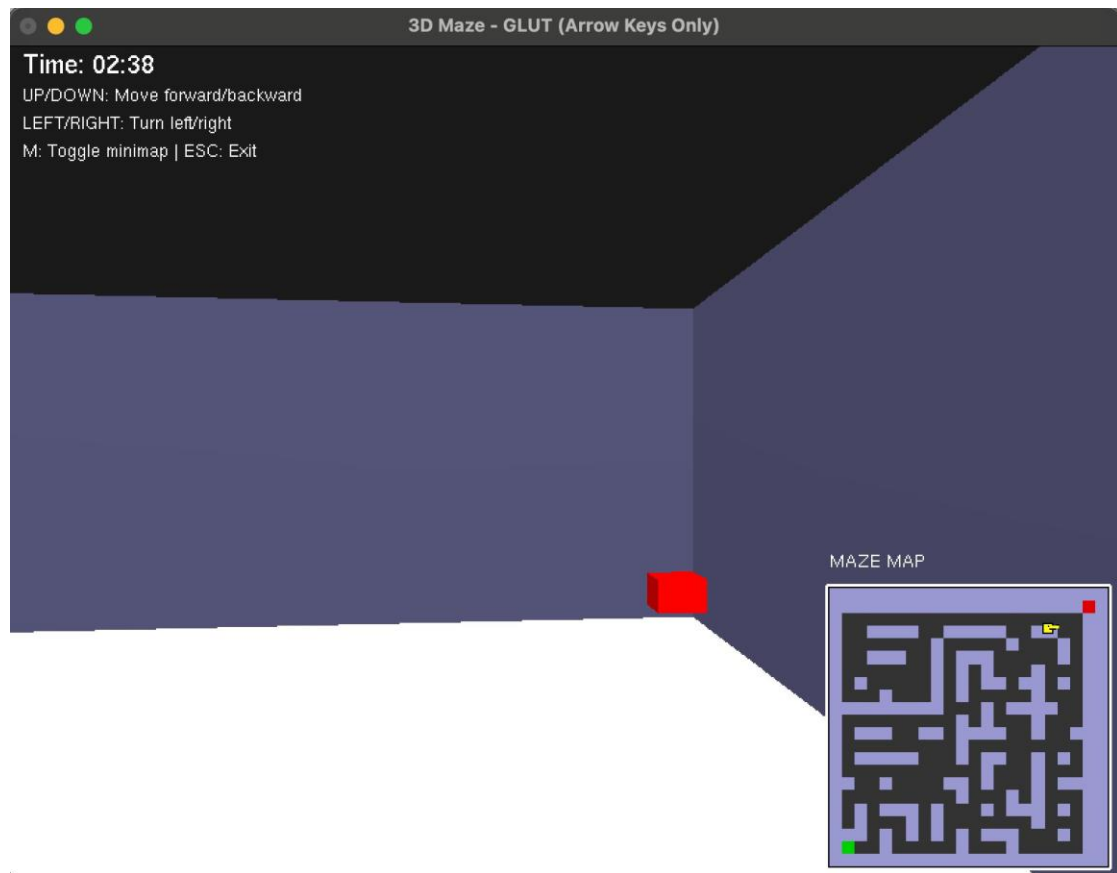 3D Maze - GLUT (Arrow Keys Only)
Time: 02:38
UP/DOWN: Move forward/backward
LEFT/RIGHT: Turn left/right
M: Toggle minimap | ESC: Exit
MAZE MAP